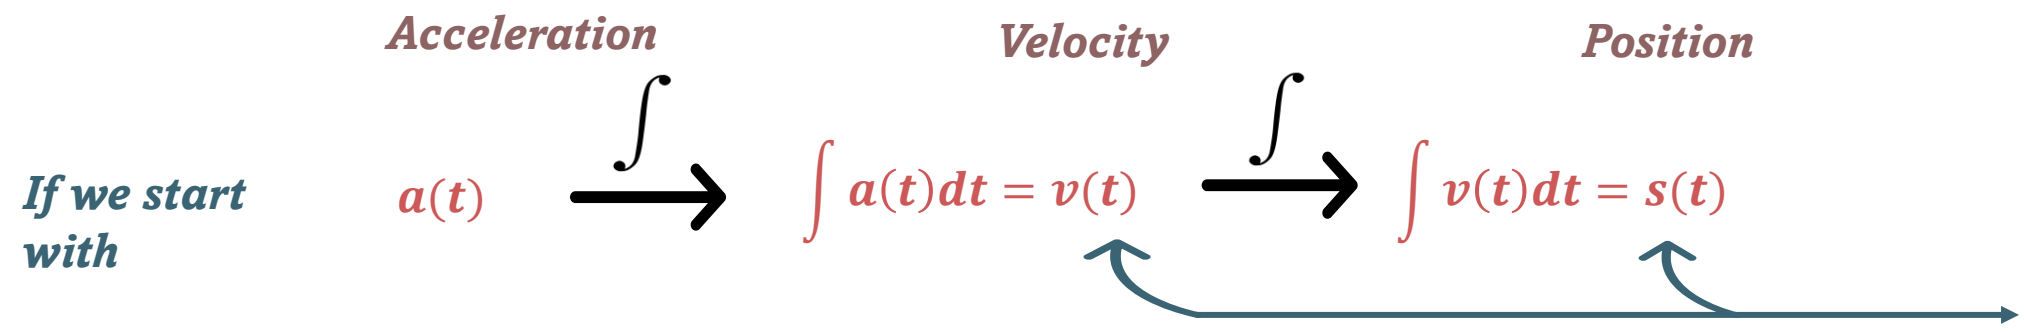 Acceleration Velocity Position
∫ ∫
If we start a(t) ∫ a(t)dt = v(t) ∫ v(t)dt = s(t)
with